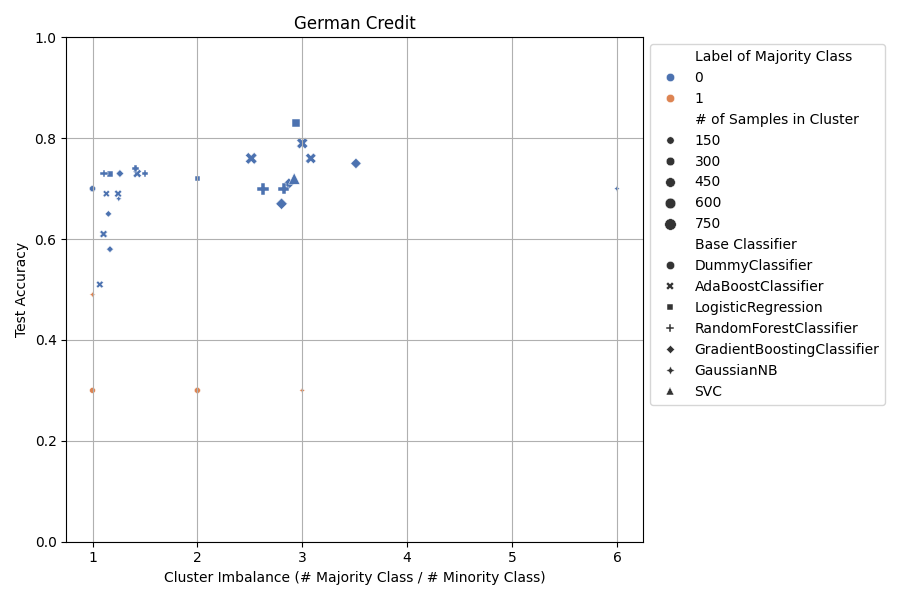 German Credit
1.0
0.8
0.6
0.4
0.2
0.0
Test Accuracy
1
2
3
4
5
6
Cluster Imbalance (# Majority Class / # Minority Class)
Label of Majority Class
0
1
# of Samples in Cluster
150
300
450
600
750
Base Classifier
DummyClassifier
AdaBoostClassifier
LogisticRegression
RandomForestClassifier
GradientBoostingClassifier
GaussianNB
SVC